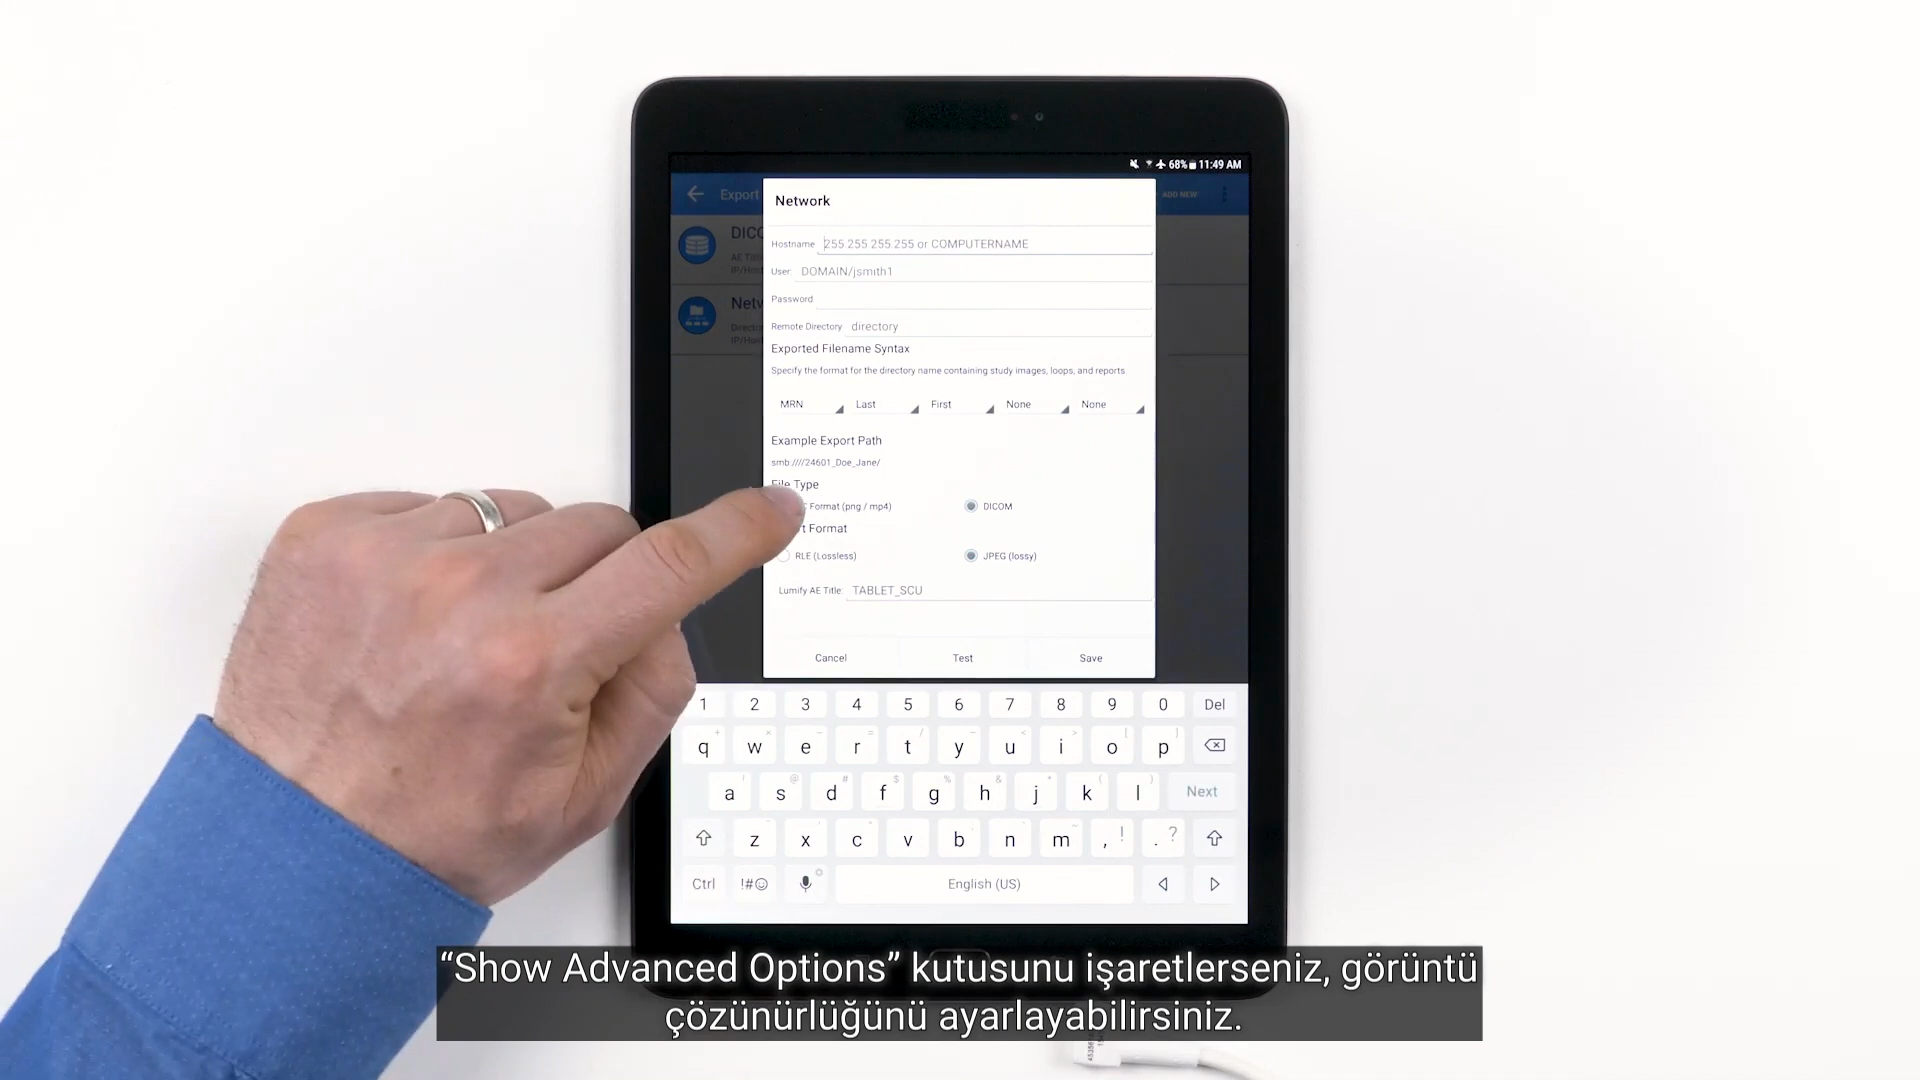 68% 11:49 AM
Export
ADD NEW
Network
Hostname 255.255.255.255 or COMPUTERNAME
User: DOMAIN/jsmith1
Password
Remote Directory directory
Exported Filename Syntax
Specify the format for the directory name containing study images, loops, and reports
MRN Last First None None
Example Export Path
smb:////24601_Doe_Jane/
File Type
Format (png / mp4) DICOM
Format
RLE (Lossless) JPEG (lossy)
Lumify AE Title: TABLET_SCU
Cancel Test Save
1 2 3 4 5 6 7 8 9 0 Del
q w e r t y u i o p
a s d f g h j k l Next
z x c v b n m , ! . ?
Ctrl !#☺ English (US)
“Show Advanced Options” kutusunu işaretlerseniz, görüntü
çözünürlüğünü ayarlayabilirsiniz.